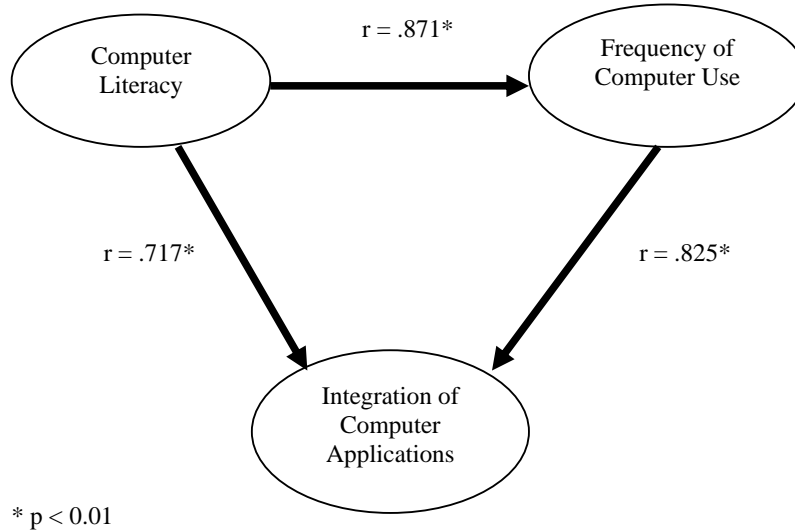 r = .871*
Computer
Literacy
Frequency of
Computer Use
r = .717*
r = .825*
Integration of
Computer
Applications
* p < 0.01